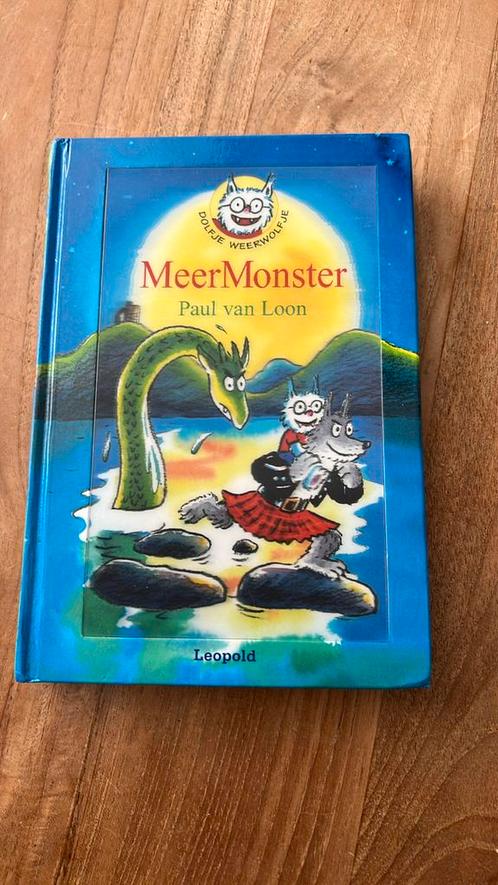 DOLFJE WEERWOLFJE
MeerMonster
Paul van Loon
Leopold